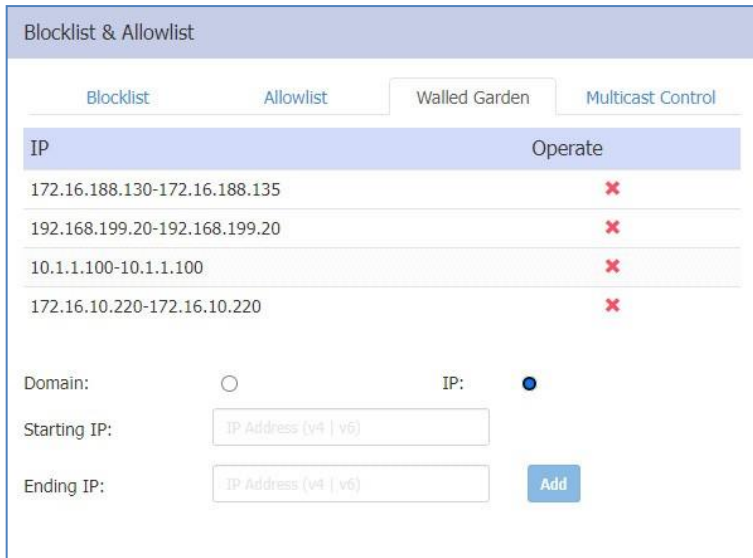 Blocklist & Allowlist
Blocklist Allowlist Walled Garden Multicast Control
IP Operate
172.16.188.130-172.16.188.135
192.168.199.20-192.168.199.20
10.1.1.100-10.1.1.100
172.16.10.220-172.16.10.220
Domain: IP:
Starting IP: IP Address (v4 | v6)
Ending IP: IP Address (v4 | v6) Add